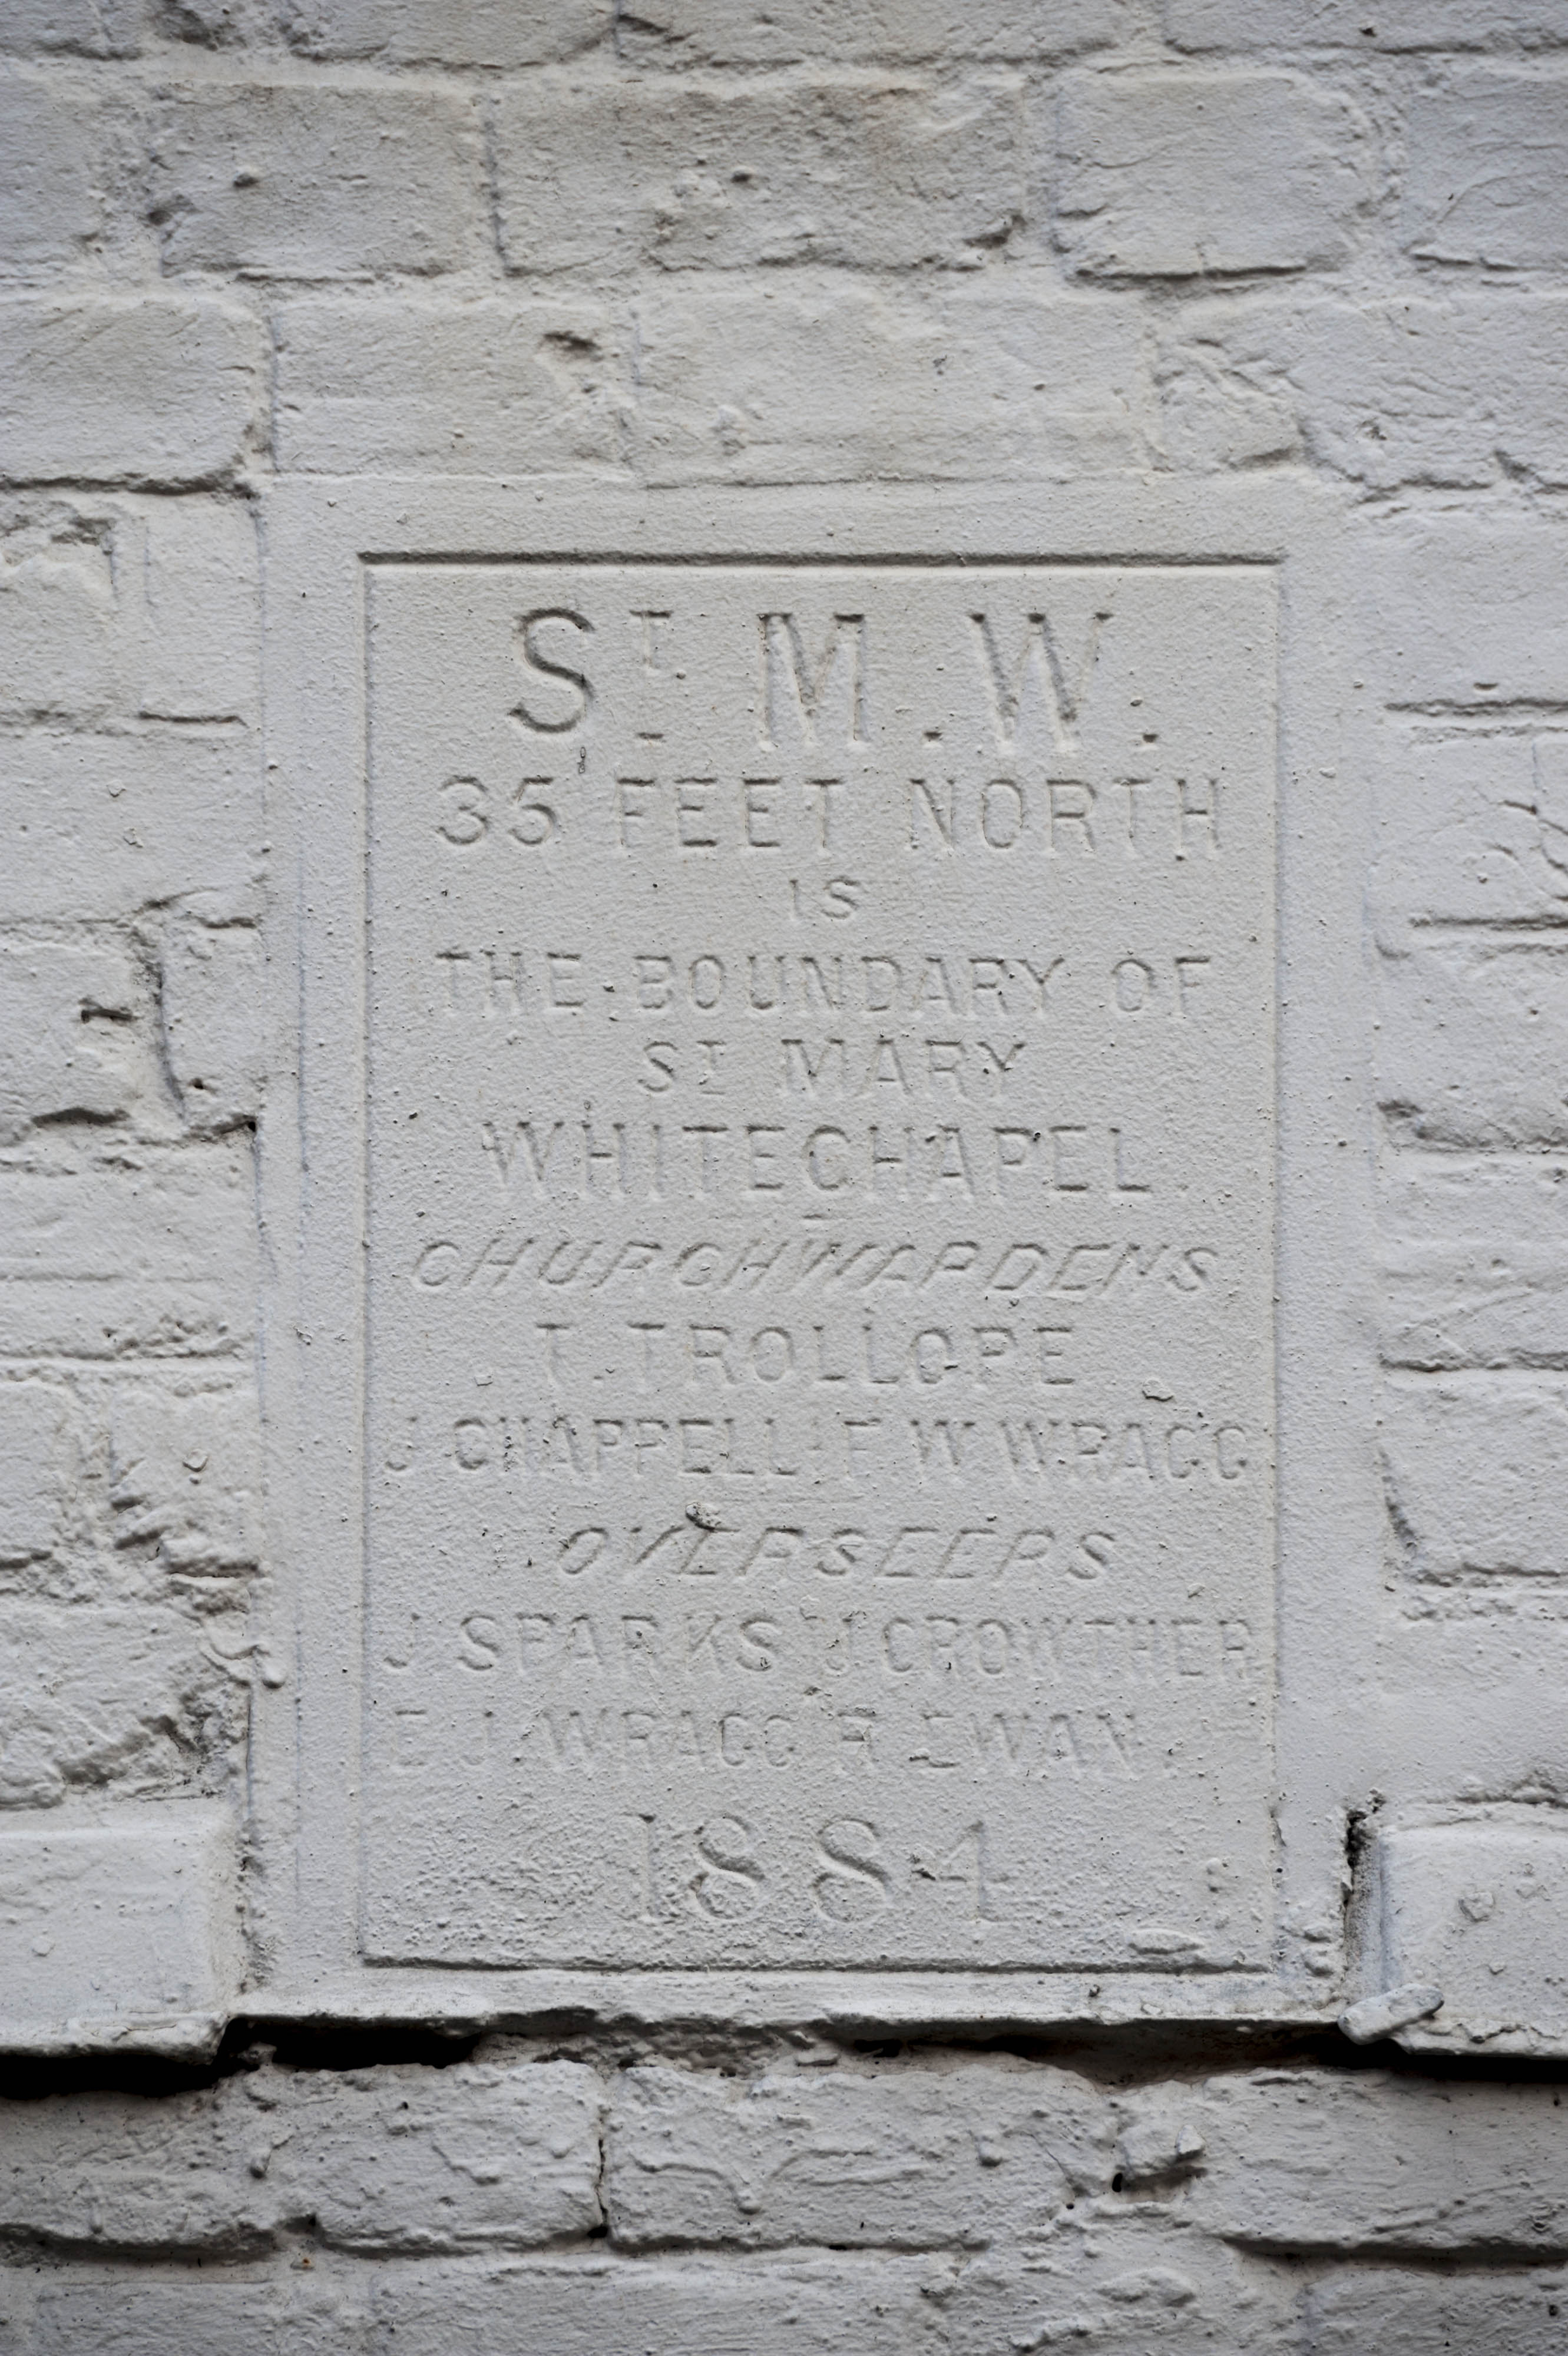 ST. M. W.
35 FEET NORTH
IS
THE BOUNDARY OF
ST MARY
WHITECHAPEL.
CHURCHWARDENS
T. TROLLOPE
J CHAPPELL F W WRAGG
OVERSEERS
J. SPARKS J. CROWTHER
E J. WRAGG R EWAN.
1884